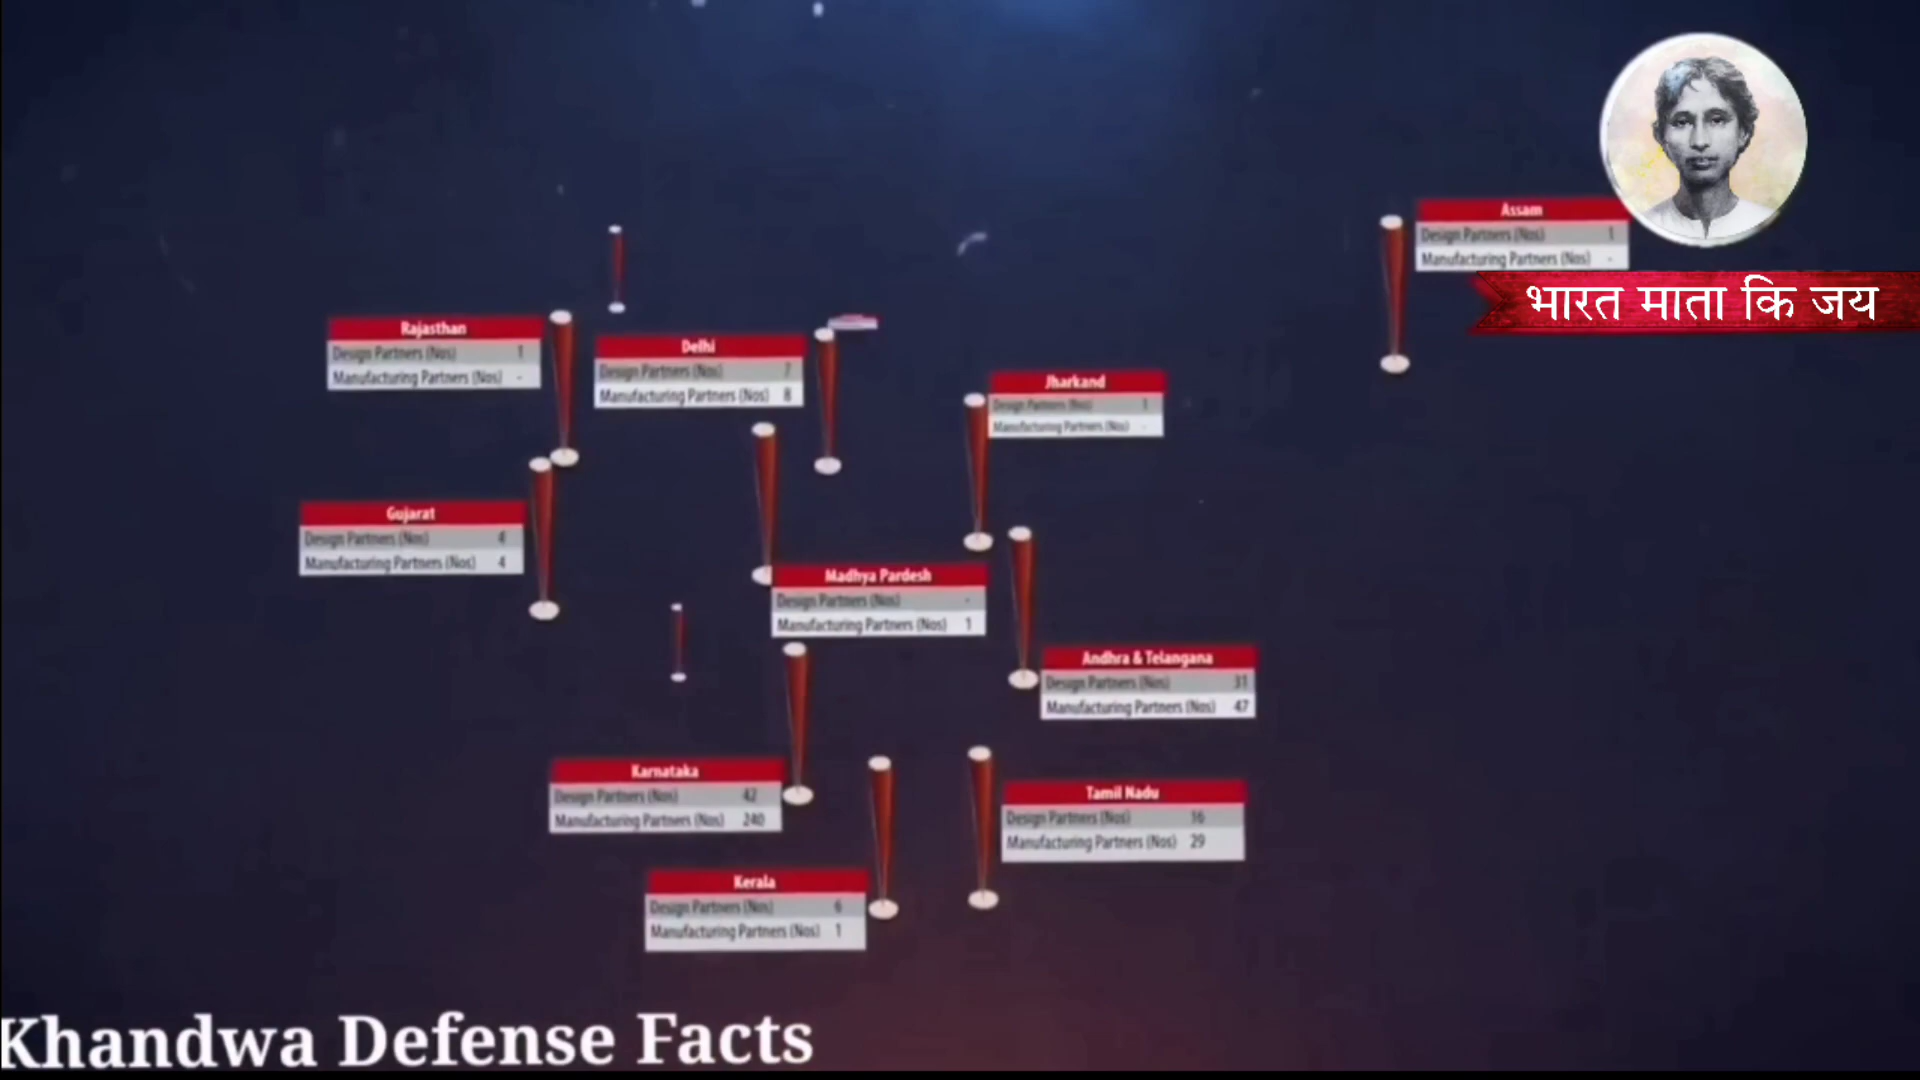 Assam
Design Partners (Nos) 1
Manufacturing Partners (Nos) -
भारत माता कि जय
Rajasthan
Design Partners (Nos) 1
Manufacturing Partners (Nos) -
Delhi
Design Partners (Nos) 7
Manufacturing Partners (Nos) 8
Jharkand
Design Partners (Nos) 1
Manufacturing Partners (Nos) -
Gujarat
Design Partners (Nos) 4
Manufacturing Partners (Nos) 4
Madhya Pardesh
Design Partners (Nos) -
Manufacturing Partners (Nos) 1
Andhra & Telangana
Design Partners (Nos) 31
Manufacturing Partners (Nos) 47
Karnataka
Design Partners (Nos) 42
Manufacturing Partners (Nos) 240
Tamil Nadu
Design Partners (Nos) 16
Manufacturing Partners (Nos) 29
Kerala
Design Partners (Nos) 6
Manufacturing Partners (Nos) 1
Khandwa Defense Facts